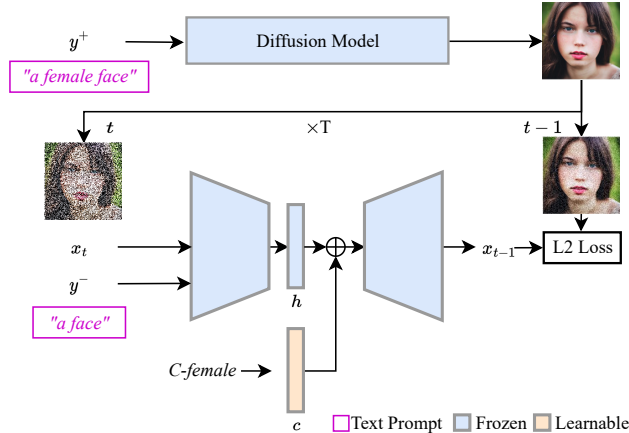 y⁺
Diffusion Model
"a female face"
t
×T
t − 1
x_t
y⁻
"a face"
h
x_{t−1}
L2 Loss
C-female
c
Text Prompt
Frozen
Learnable